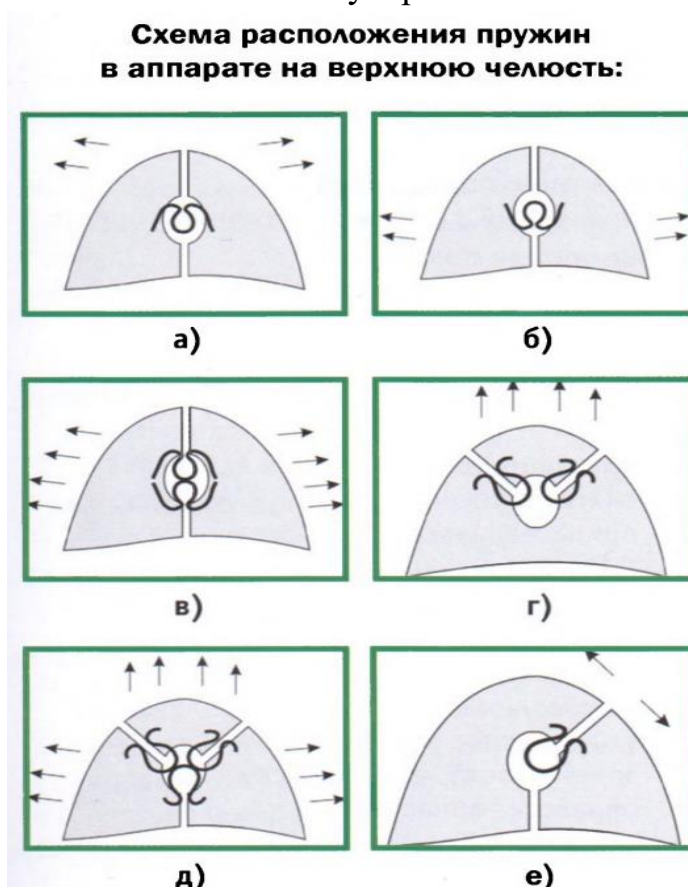 Схема расположения пружин
в аппарате на верхнюю челюсть:
а)
б)
в)
г)
д)
е)